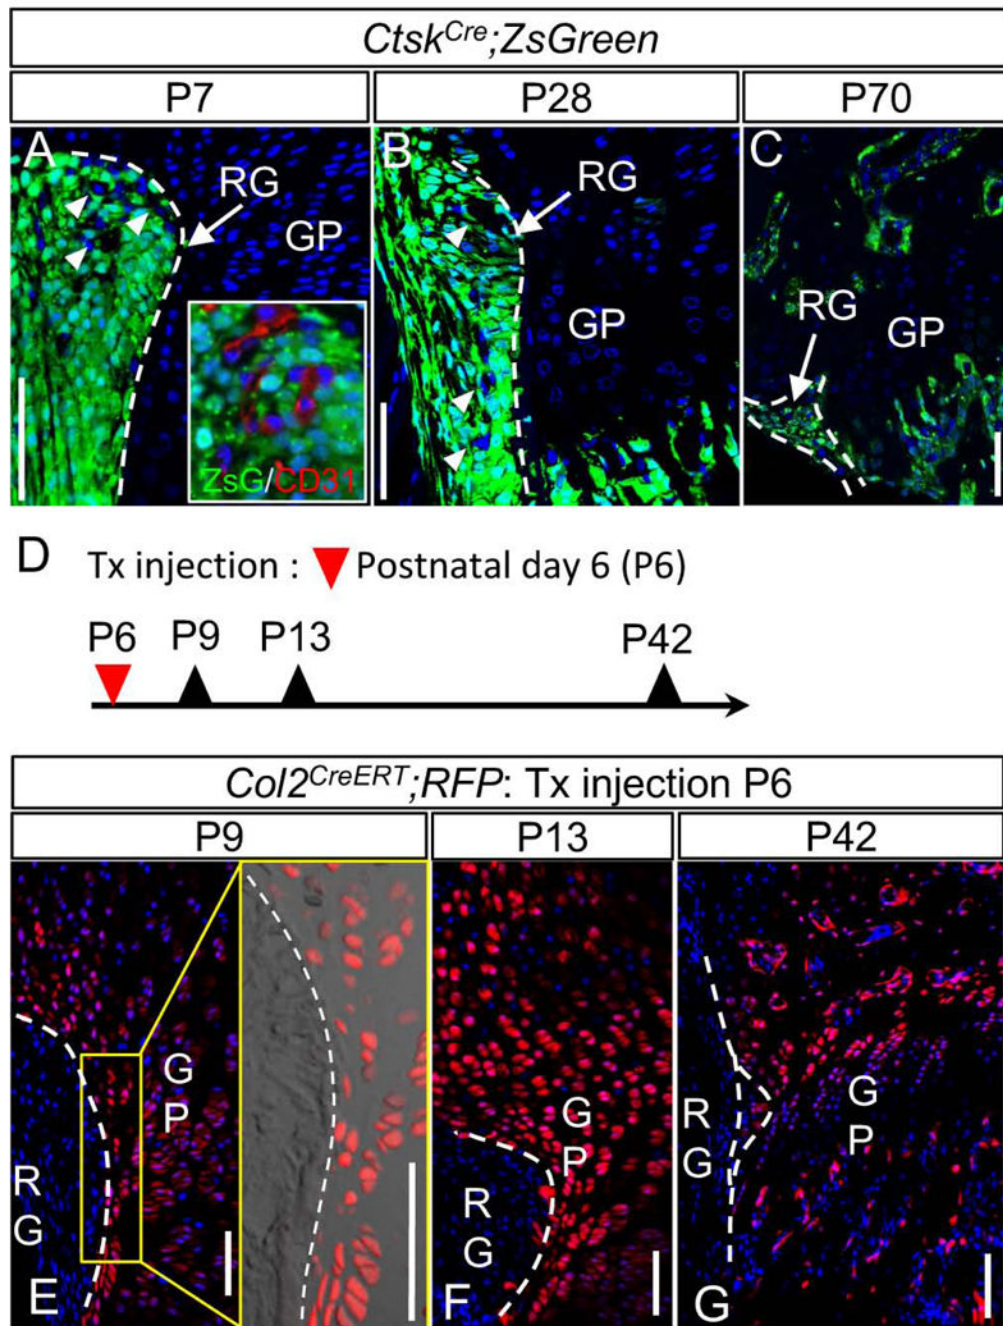 Ctsk^Cre;ZsGreen
P7
P28
P70
A
RG
GP
ZsG/CD31
B
RG
GP
C
RG
GP
D
Tx injection : Postnatal day 6 (P6)
P6 P9 P13 P42
Col2^CreERT;RFP: Tx injection P6
P9
P13
P42
G
P
R
G
E
G
P
R
G
F
R
G
G
P
G